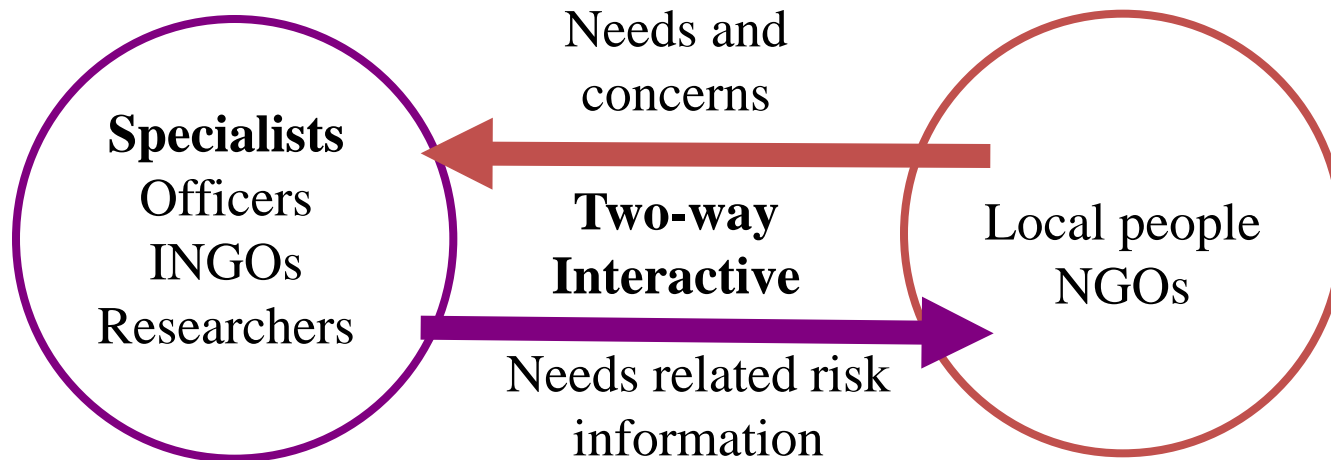 Specialists
Officers
INGOs
Researchers
Needs and
concerns
Two-way
Interactive
Needs related risk
information
Local people
NGOs